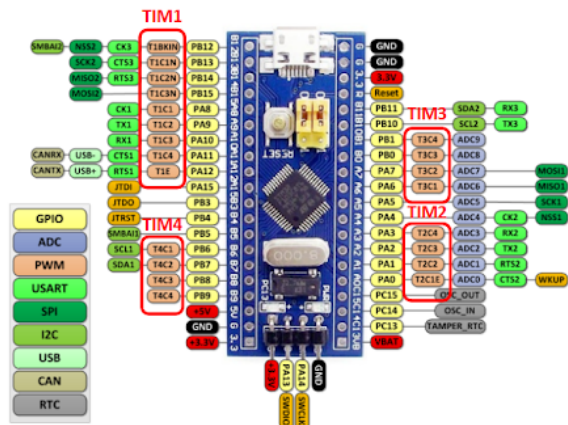 TIM1
SMBAI2 NSS2 CK3 T1BKIN PB12
SCK2 CTS3 T1C1N PB13
MISO2 RTS3 T1C2N PB14
MOSI2 T1C3N PB15
CK1 T1C1 PA8
TX1 T1C2 PA9
RX1 T1C3 PA10
CANRX USB- CTS1 T1C4 PA11
CANTX USB+ RTS1 T1E PA12
JTDI PA15
JTDO PB3
JTRST PB4
TIM4
SMBAI1 PB5
SCL1 T4C1 PB6
SDA1 T4C2 PB7
T4C3 PB8
T4C4 PB9
+5V
GND
+3.3V
GND
GND
3.3V
Reset
PB11 SDA2 RX3
PB10 SCL2 TX3
TIM3
PB1 T3C4 ADC9
PB0 T3C3 ADC8
PA7 T3C2 ADC7 MOSI1
PA6 T3C1 ADC6 MISO1
PA5 ADC5 SCK1
TIM2
PA4 ADC4 CK2 NSS1
PA3 T2C4 ADC3 RX2
PA2 T2C3 ADC2 TX2
PA1 T2C2 ADC1 RTS2
PA0 T2C1E ADC0 CTS2 WKUP
PC15 OSC_OUT
PC14 OSC_IN
PC13 TAMPER_RTC
VBAT
RESET
8.000
PC13
+3.3V PA13 PA14 GND
SWDIO SWCLK
GPIO
ADC
PWM
USART
SPI
I2C
USB
CAN
RTC